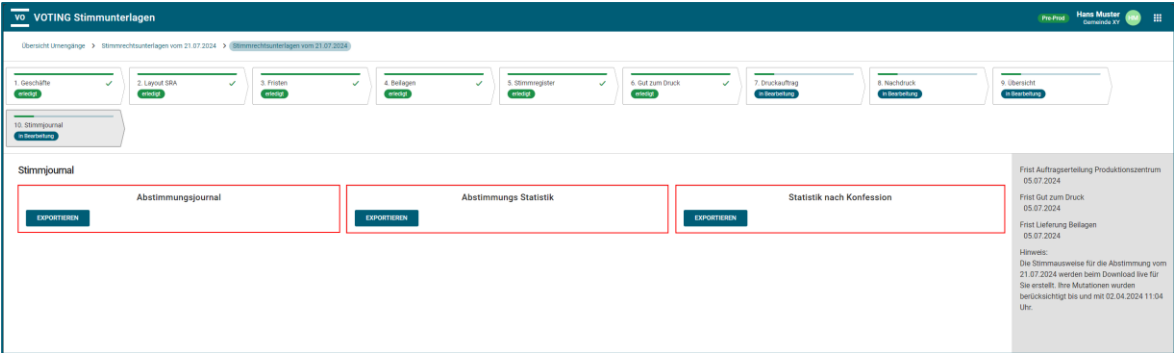 VO VOTING Stimmunterlagen
Pre-Prod Hans Muster
Gemeinde XY HM
Übersicht Urnengänge > Stimmrechtsunterlagen vom 21.07.2024 > Stimmrechtsunterlagen vom 21.07.2024
1. Geschäfte
erledigt
2. Layout SRA
erledigt
3. Fristen
erledigt
4. Beilagen
erledigt
5. Stimmregister
erledigt
6. Gut zum Druck
erledigt
7. Druckauftrag
in Bearbeitung
8. Nachdruck
in Bearbeitung
9. Übersicht
in Bearbeitung
10. Stimmjournal
in Bearbeitung
Stimmjournal
Abstimmungsjournal
EXPORTIEREN
Abstimmungs Statistik
EXPORTIEREN
Statistik nach Konfession
EXPORTIEREN
Frist Auftragserteilung Produktionszentrum
05.07.2024
Frist Gut zum Druck
05.07.2024
Frist Lieferung Beilagen
05.07.2024
Hinweis:
Die Stimmausweise für die Abstimmung vom
21.07.2024 werden beim Download live für
Sie erstellt. Ihre Mutationen wurden
berücksichtigt bis und mit 02.04.2024 11:04
Uhr.